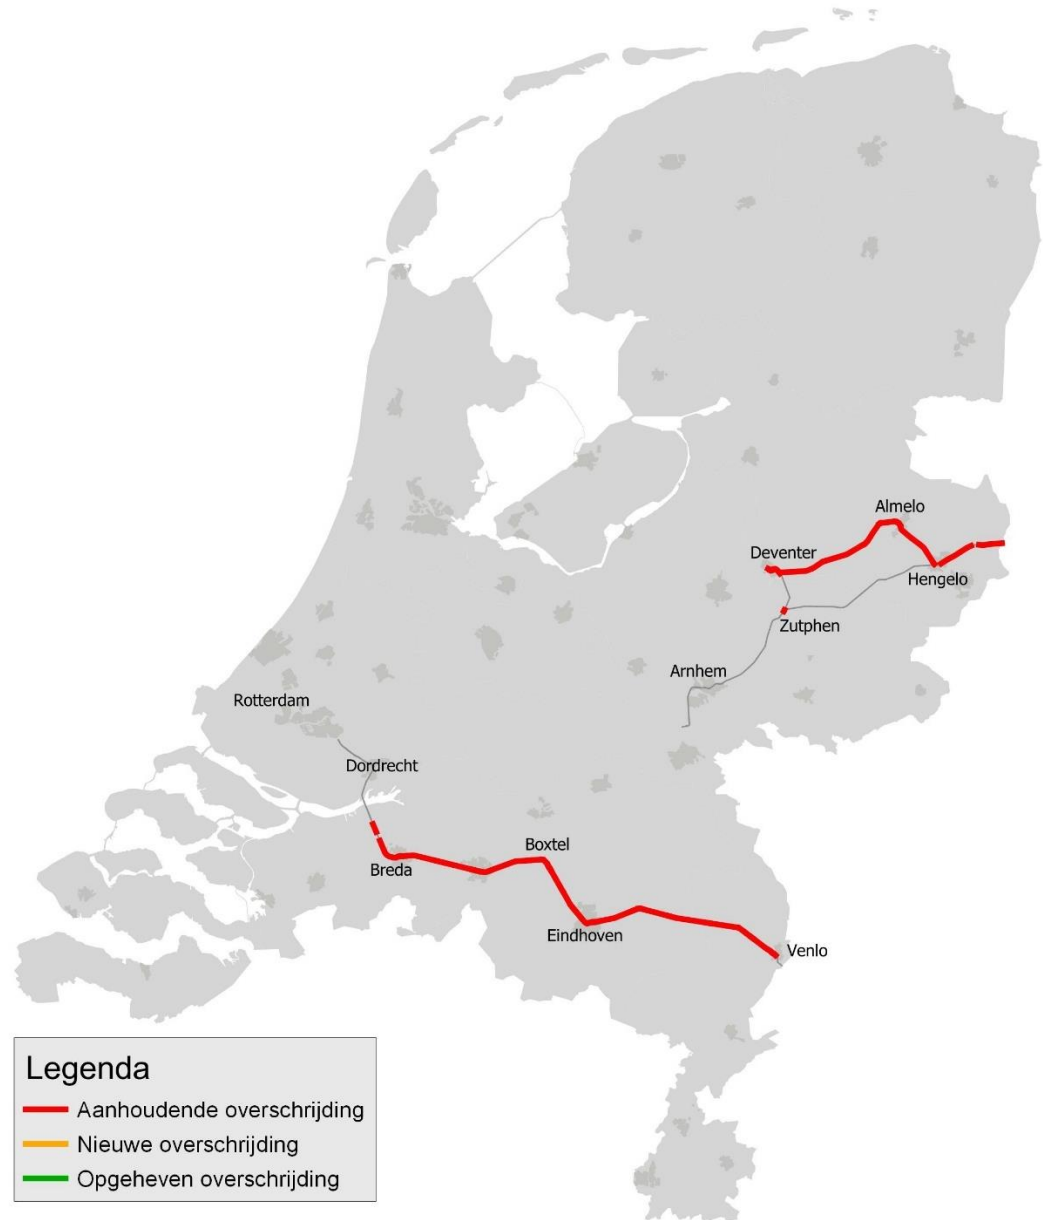 Almelo
Deventer
Hengelo
Zutphen
Arnhem
Rotterdam
Dordrecht
Boxtel
Breda
Eindhoven
Venlo
Legenda
Aanhoudende overschrijding
Nieuwe overschrijding
Opgeheven overschrijding